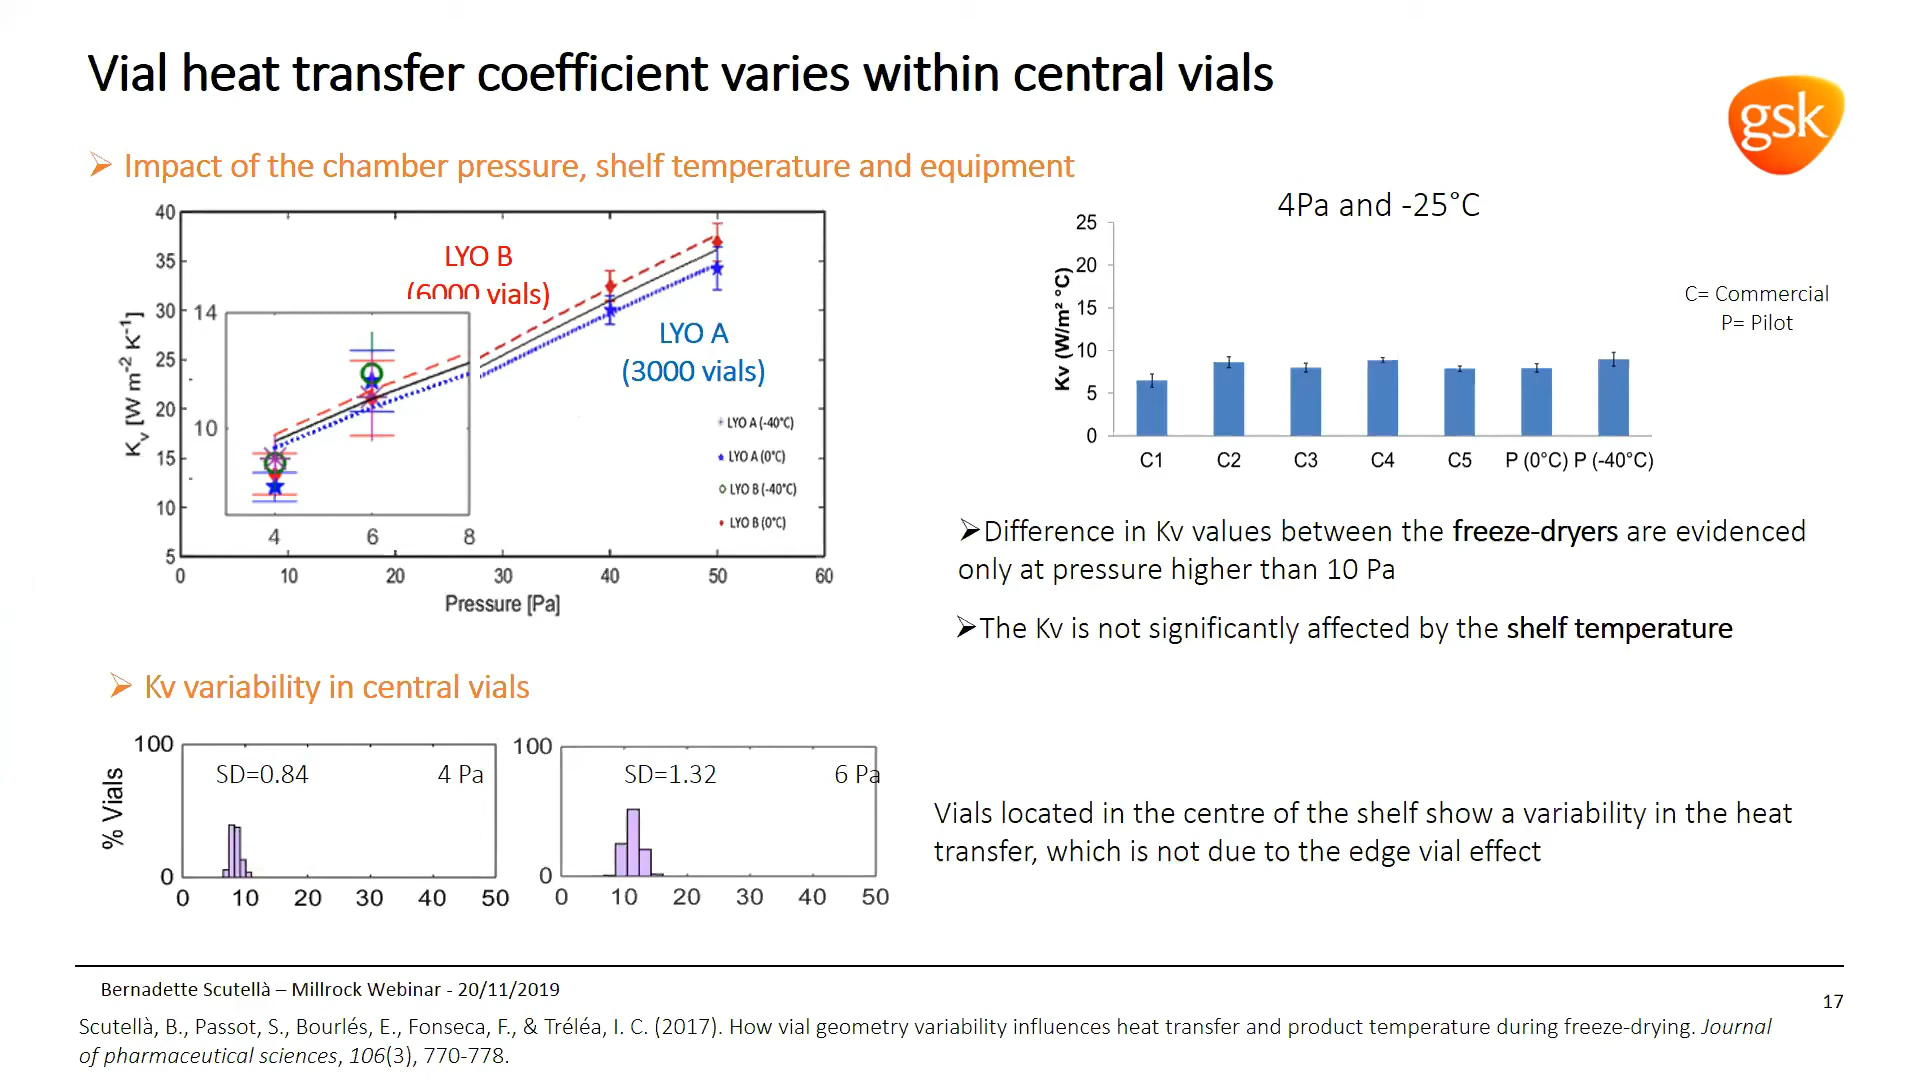 Vial heat transfer coefficient varies within central vials
gsk
➢ Impact of the chamber pressure, shelf temperature and equipment
40
35
30
25
20
15
10
5
0 10 20 30 40 50 60
Kv [W m-2 K-1]
Pressure [Pa]
LYO B
(6000 vials)
LYO A
(3000 vials)
14
10
4 6 8
LYO A (-40°C)
LYO A (0°C)
LYO B (-40°C)
LYO B (0°C)
4Pa and -25°C
25
20
15
10
5
0
Kv (W/m² °C)
C1 C2 C3 C4 C5 P (0°C) P (-40°C)
C= Commercial
P= Pilot
➢Difference in Kv values between the freeze-dryers are evidenced
only at pressure higher than 10 Pa
➢The Kv is not significantly affected by the shelf temperature
➢ Kv variability in central vials
100
0
% Vials
SD=0.84 4 Pa
0 10 20 30 40 50
100
0
SD=1.32 6 Pa
0 10 20 30 40 50
Vials located in the centre of the shelf show a variability in the heat
transfer, which is not due to the edge vial effect
Bernadette Scutellà – Millrock Webinar - 20/11/2019
17
Scutellà, B., Passot, S., Bourlés, E., Fonseca, F., & Tréléa, I. C. (2017). How vial geometry variability influences heat transfer and product temperature during freeze-drying. Journal
of pharmaceutical sciences, 106(3), 770-778.